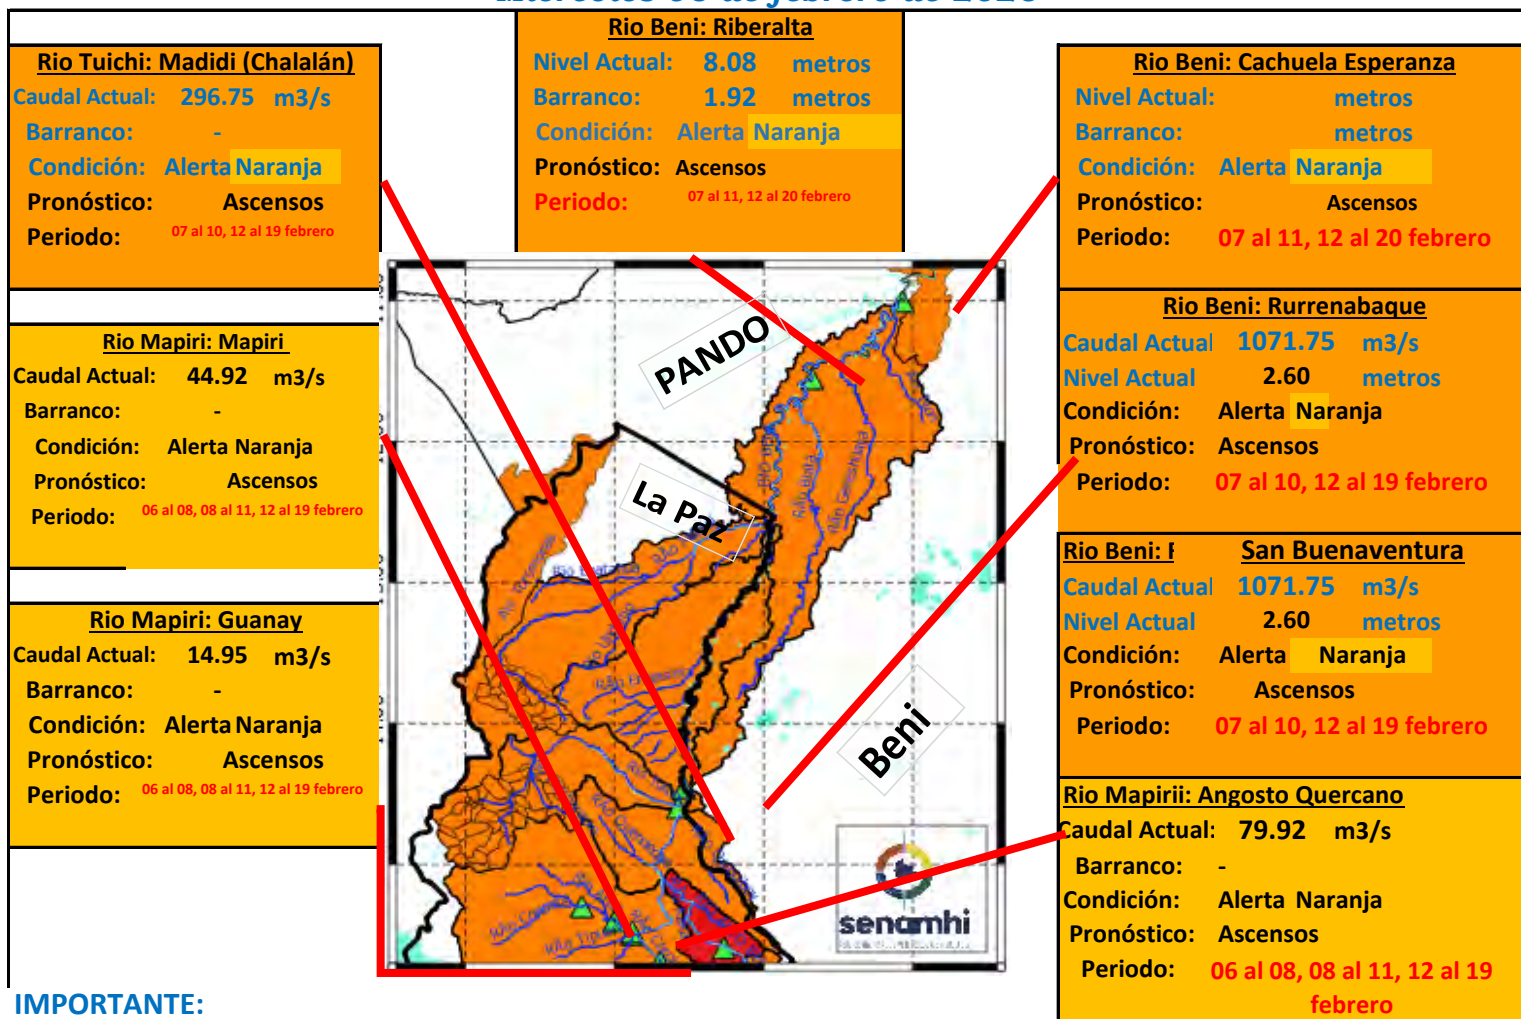 Rio Tuichi: Madidi (Chalalán)
Caudal Actual: 296.75 m3/s
Barranco: -
Condición: Alerta Naranja
Pronóstico: Ascensos
Periodo: 07 al 10, 12 al 19 febrero
Rio Mapiri: Mapiri
Caudal Actual: 44.92 m3/s
Barranco: -
Condición: Alerta Naranja
Pronóstico: Ascensos
Periodo: 06 al 08, 08 al 11, 12 al 19 febrero
Rio Mapiri: Guanay
Caudal Actual: 14.95 m3/s
Barranco: -
Condición: Alerta Naranja
Pronóstico: Ascensos
Periodo: 06 al 08, 08 al 11, 12 al 19 febrero
Rio Beni: Riberalta
Nivel Actual: 8.08 metros
Barranco: 1.92 metros
Condición: Alerta Naranja
Pronóstico: Ascensos
Periodo: 07 al 11, 12 al 20 febrero
PANDO
La Paz
Beni
senamhi
Rio Beni: Cachuela Esperanza
Nivel Actual: metros
Barranco: metros
Condición: Alerta Naranja
Pronóstico: Ascensos
Periodo: 07 al 11, 12 al 20 febrero
Rio Beni: Rurrenabaque
Caudal Actual 1071.75 m3/s
Nivel Actual 2.60 metros
Condición: Alerta Naranja
Pronóstico: Ascensos
Periodo: 07 al 10, 12 al 19 febrero
Rio Beni: San Buenaventura
Caudal Actual 1071.75 m3/s
Nivel Actual 2.60 metros
Condición: Alerta Naranja
Pronóstico: Ascensos
Periodo: 07 al 10, 12 al 19 febrero
Rio Mapirii: Angosto Quercano
Caudal Actual: 79.92 m3/s
Barranco: -
Condición: Alerta Naranja
Pronóstico: Ascensos
Periodo: 06 al 08, 08 al 11, 12 al 19
febrero
IMPORTANTE: